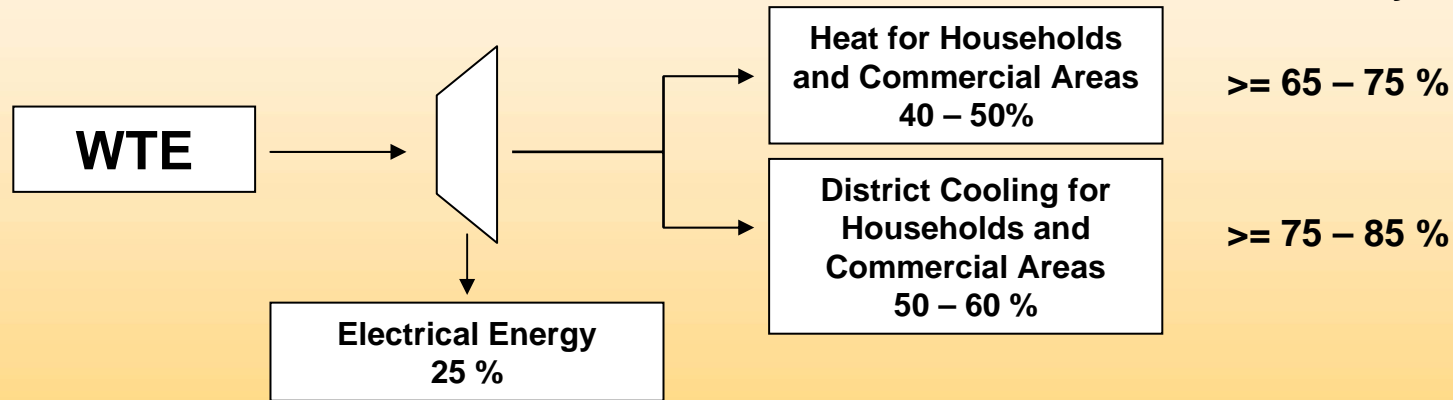 Heat for Households
and Commercial Areas
40 – 50%
>= 65 – 75 %
WTE
District Cooling for
Households and
Commercial Areas
50 – 60 %
>= 75 – 85 %
Electrical Energy
25 %